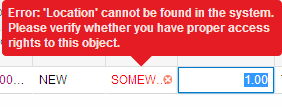 Error: 'Location' cannot be found in the system.
Please verify whether you have proper access
rights to this object.
00... NEW SOMEW... 1.00